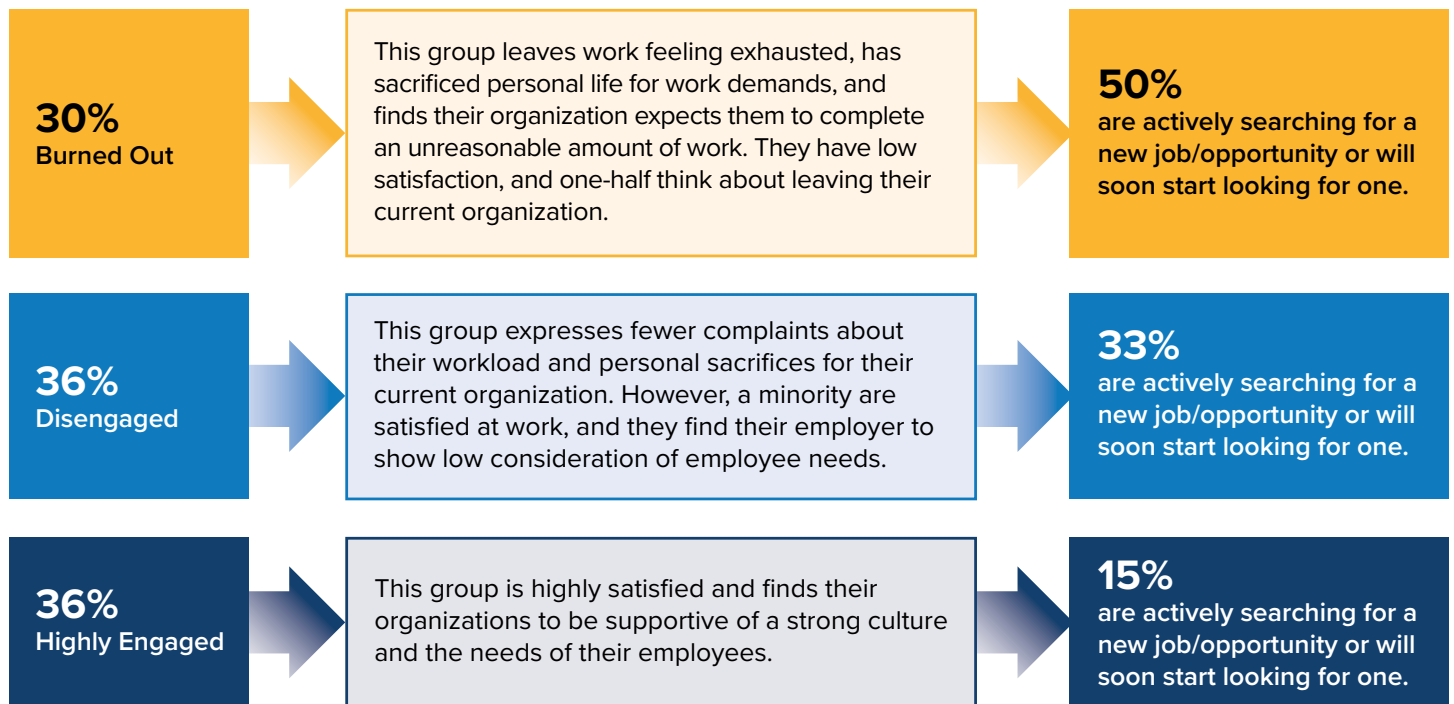 30%
Burned Out
This group leaves work feeling exhausted, has
sacrificed personal life for work demands, and
finds their organization expects them to complete
an unreasonable amount of work. They have low
satisfaction, and one-half think about leaving their
current organization.
50%
are actively searching for a
new job/opportunity or will
soon start looking for one.
36%
Disengaged
This group expresses fewer complaints about
their workload and personal sacrifices for their
current organization. However, a minority are
satisfied at work, and they find their employer to
show low consideration of employee needs.
33%
are actively searching for a
new job/opportunity or will
soon start looking for one.
36%
Highly Engaged
This group is highly satisfied and finds their
organizations to be supportive of a strong culture
and the needs of their employees.
15%
are actively searching for a
new job/opportunity or will
soon start looking for one.